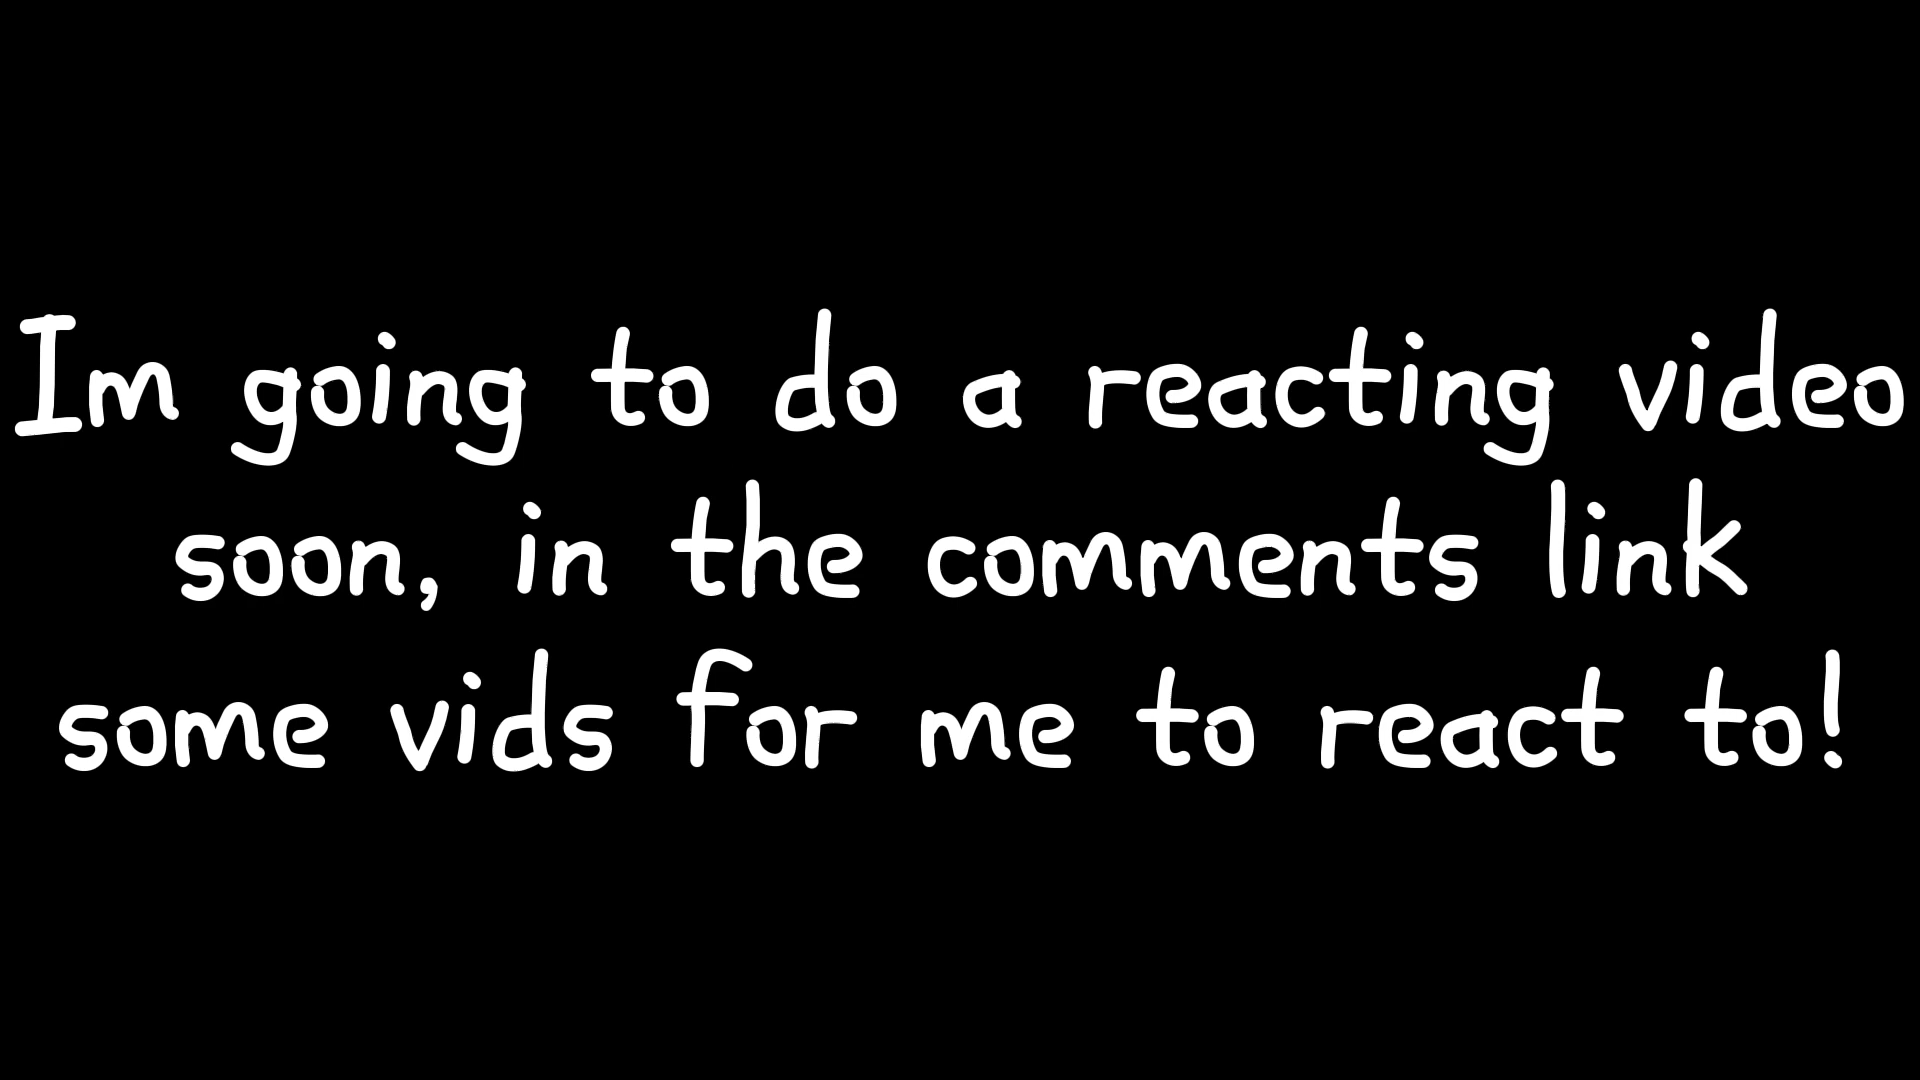 Im going to do a reacting video
soon, in the comments link
some vids for me to react to!